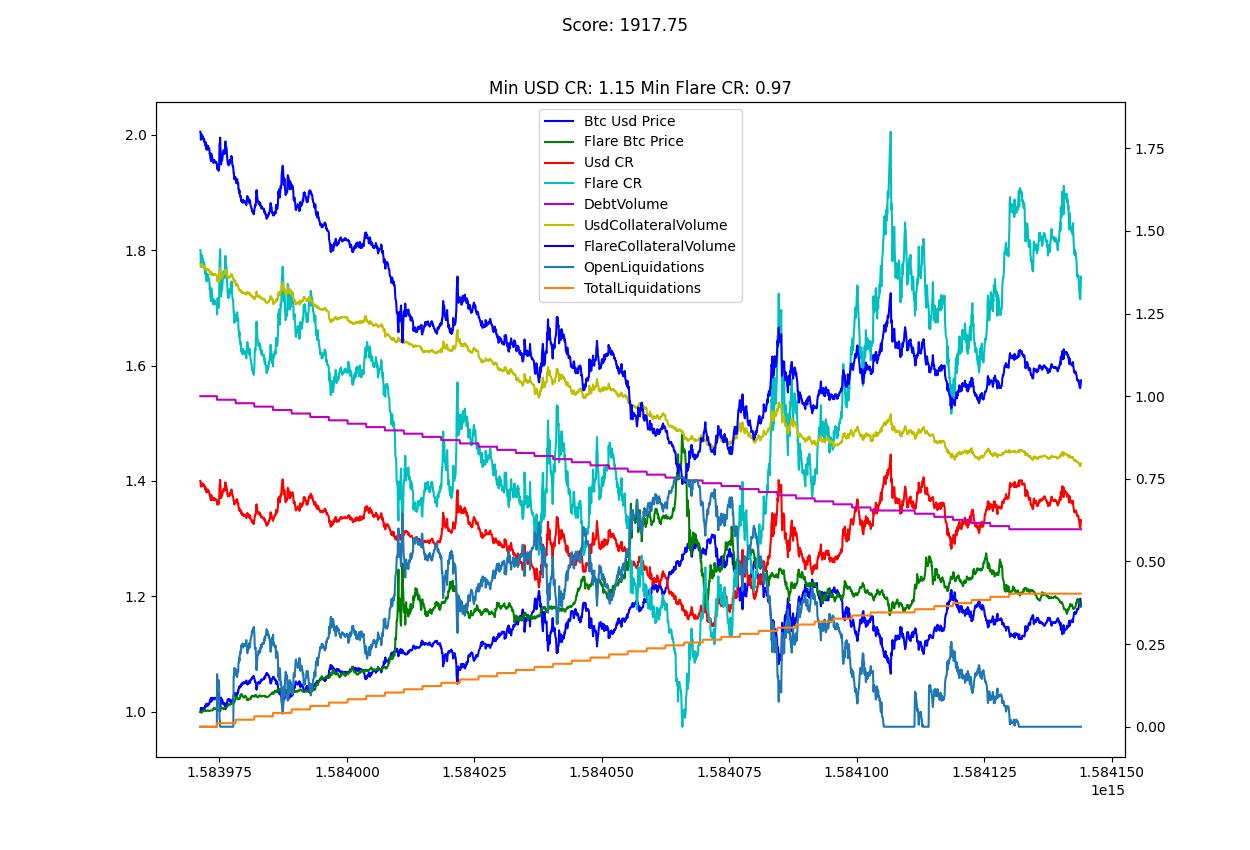 Score: 1917.75
Min USD CR: 1.15 Min Flare CR: 0.97
Btc Usd Price
Flare Btc Price
Usd CR
Flare CR
DebtVolume
UsdCollateralVolume
FlareCollateralVolume
OpenLiquidations
TotalLiquidations
2.0
1.8
1.6
1.4
1.2
1.0
1.75
1.50
1.25
1.00
0.75
0.50
0.25
0.00
1.583975 1.584000 1.584025 1.584050 1.584075 1.584100 1.584125 1.584150
1e15